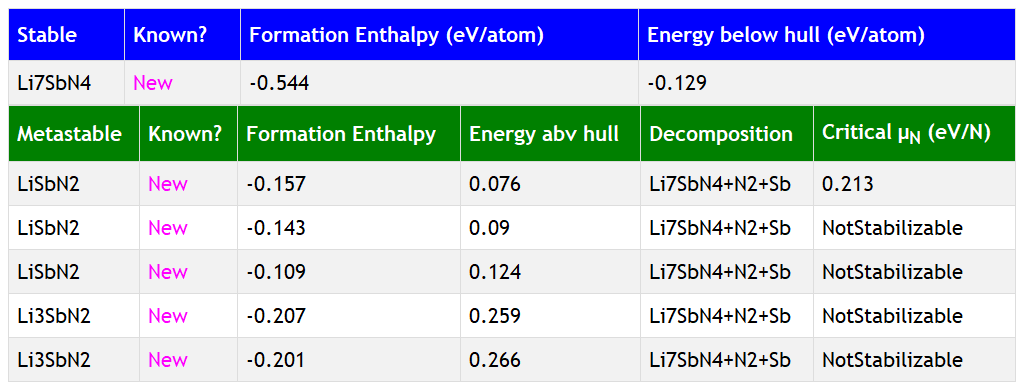 Stable Known? Formation Enthalpy (eV/atom) Energy below hull (eV/atom)
Li7SbN4 New -0.544 -0.129
Metastable Known? Formation Enthalpy Energy abv hull Decomposition Critical μN (eV/N)
LiSbN2 New -0.157 0.076 Li7SbN4+N2+Sb 0.213
LiSbN2 New -0.143 0.09 Li7SbN4+N2+Sb NotStabilizable
LiSbN2 New -0.109 0.124 Li7SbN4+N2+Sb NotStabilizable
Li3SbN2 New -0.207 0.259 Li7SbN4+N2+Sb NotStabilizable
Li3SbN2 New -0.201 0.266 Li7SbN4+N2+Sb NotStabilizable